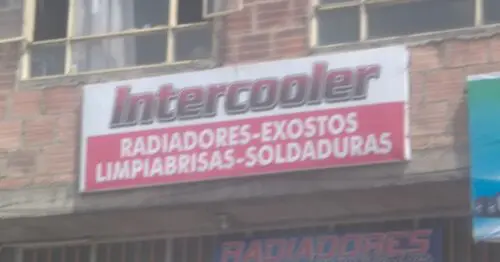 Intercooler
RADIADORES-EXOSTOS
LIMPIABRISAS-SOLDADURAS
RADIADORES